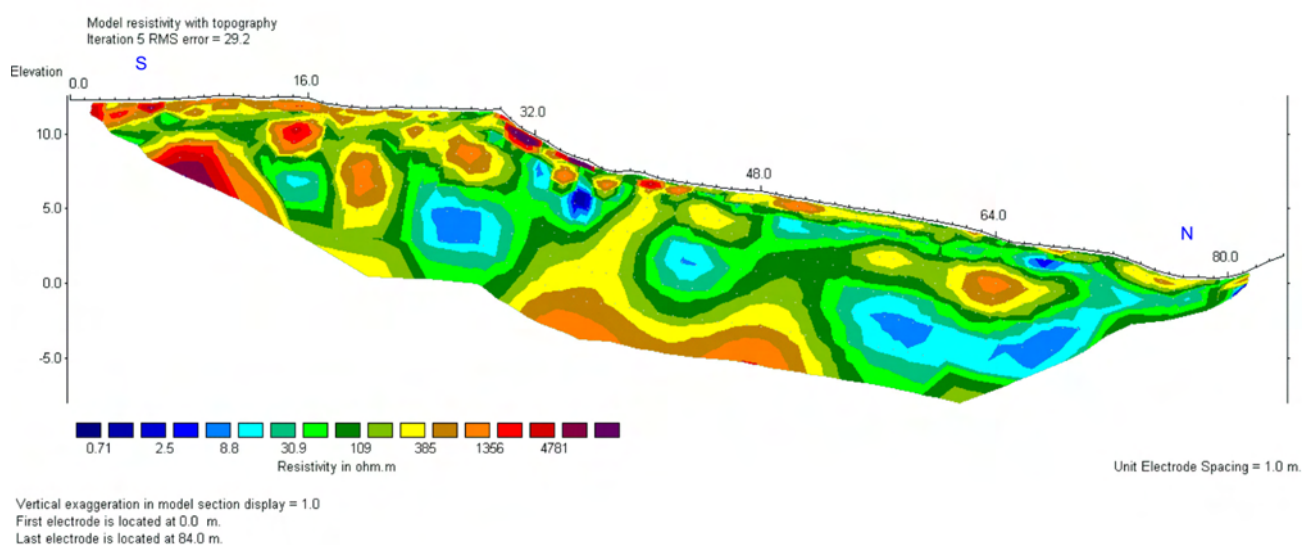 Model resistivity with topography
Iteration 5 RMS error = 29.2
S
Elevation
0.0
16.0
32.0
10.0
5.0
48.0
64.0
N
80.0
0.0
-5.0
0.71 2.5 8.8 30.9 109 385 1356 4781
Resistivity in ohm.m
Unit Electrode Spacing = 1.0 m.
Vertical exaggeration in model section display = 1.0
First electrode is located at 0.0 m.
Last electrode is located at 84.0 m.